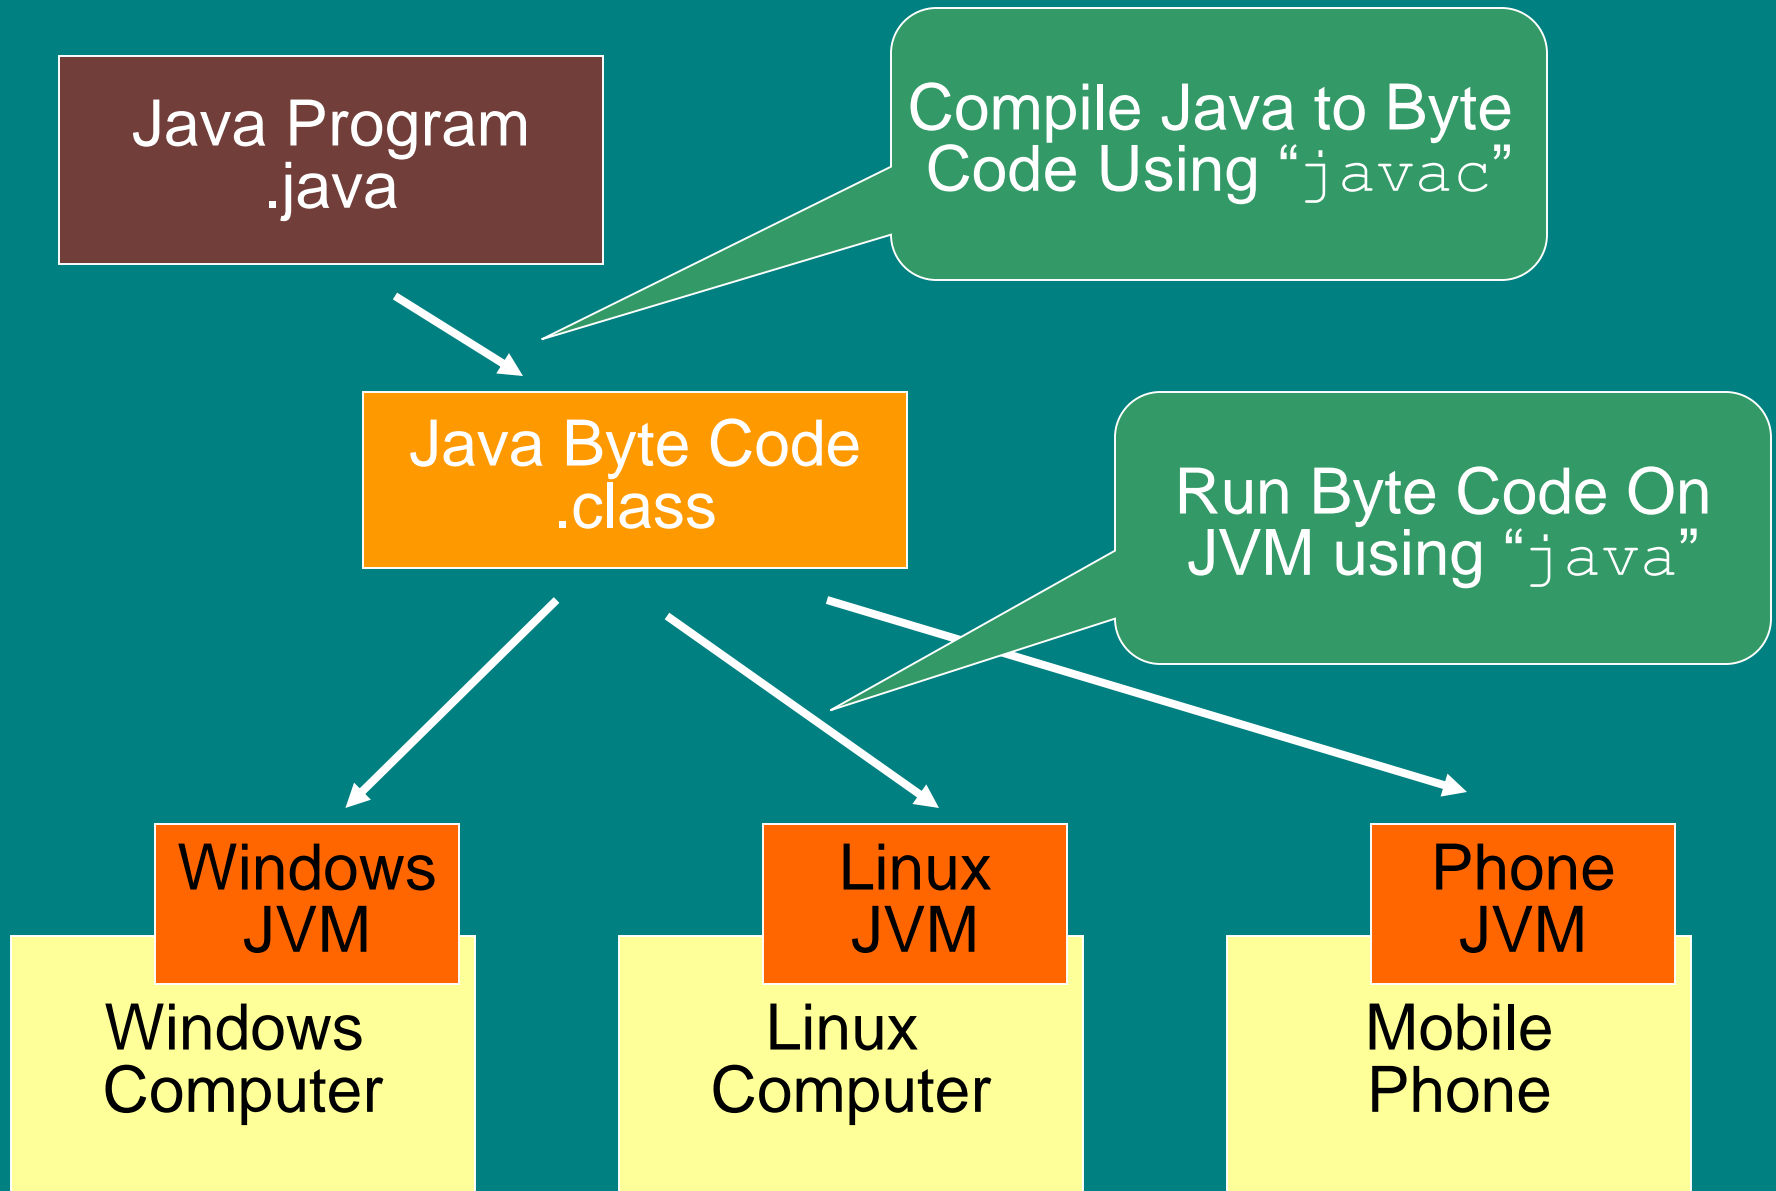 Java Program
.java
Compile Java to Byte
Code Using “javac”
Java Byte Code
.class
Run Byte Code On
JVM using “java”
Windows
JVM
Linux
JVM
Phone
JVM
Windows
Computer
Linux
Computer
Mobile
Phone